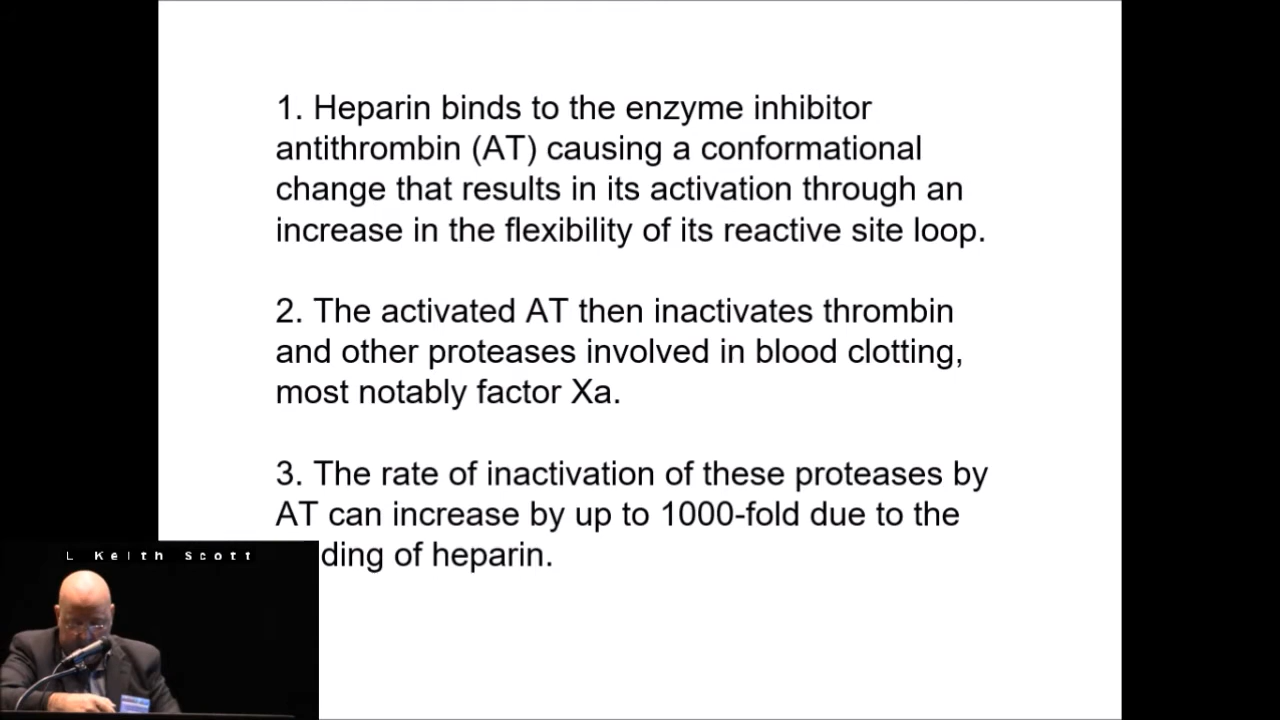 1. Heparin binds to the enzyme inhibitor
antithrombin (AT) causing a conformational
change that results in its activation through an
increase in the flexibility of its reactive site loop.
2. The activated AT then inactivates thrombin
and other proteases involved in blood clotting,
most notably factor Xa.
3. The rate of inactivation of these proteases by
AT can increase by up to 1000-fold due to the
ding of heparin.
L Keith Scott